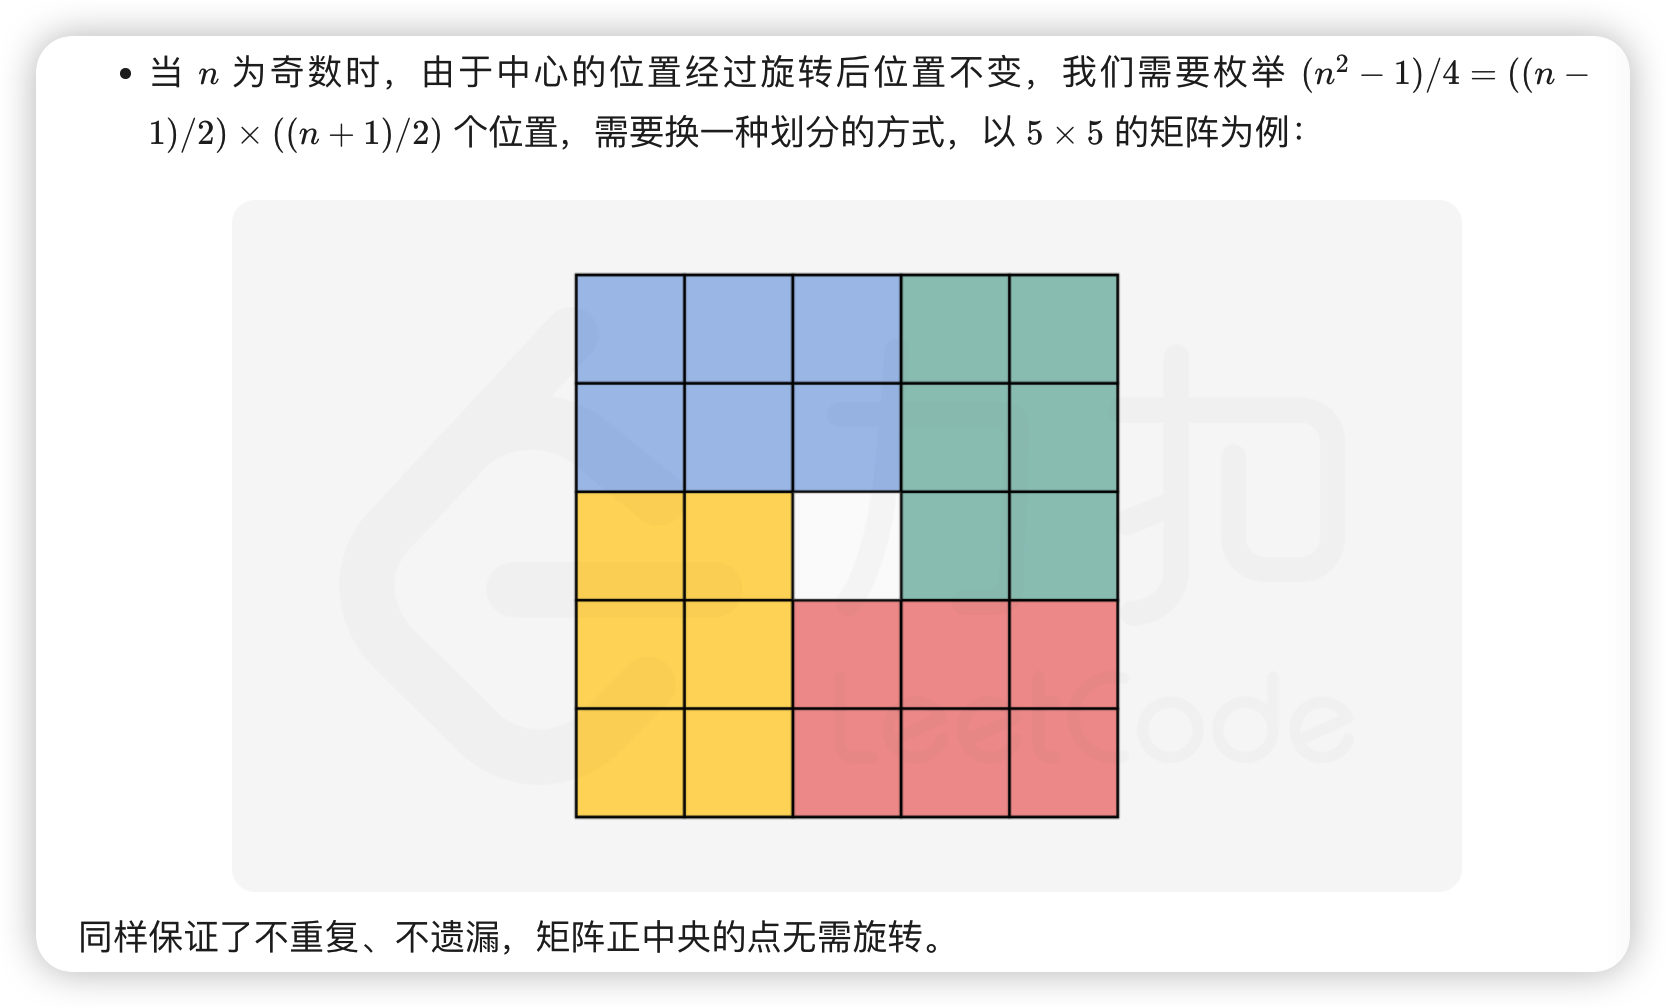 • 当 n 为奇数时，由于中心的位置经过旋转后位置不变，我们需要枚举 (n² − 1)/4 = ((n −
1)/2) × ((n + 1)/2) 个位置，需要换一种划分的方式，以 5 × 5 的矩阵为例：
力扣
LeetCode
同样保证了不重复、不遗漏，矩阵正中央的点无需旋转。